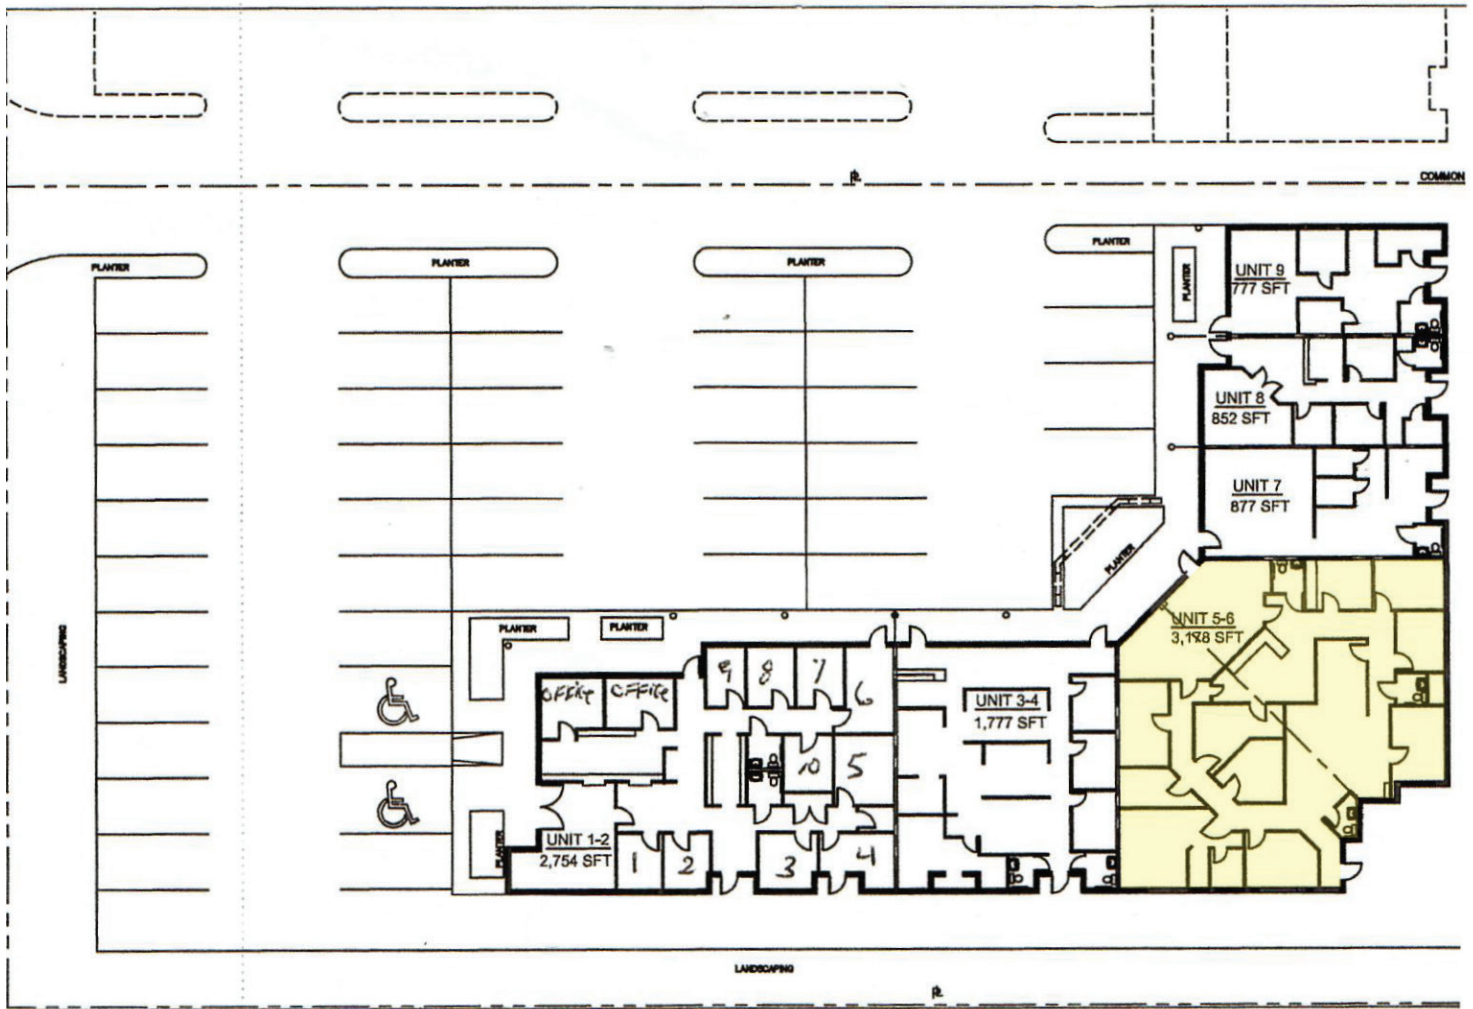 COMMON
PLANTER
PLANTER
PLANTER
PLANTER
PLANTER
UNIT 9
777 SFT
UNIT 8
852 SFT
UNIT 7
877 SFT
PLANTER
UNIT 5-6
PLANTER
PLANTER
LANDSCAPING
OFFICE
OFFICE
9
8
7
6
UNIT 3-4
1,777 SFT
10
5
PLANTER
UNIT 1-2
2,754 SFT
1
2
3
4
LANDSCAPING